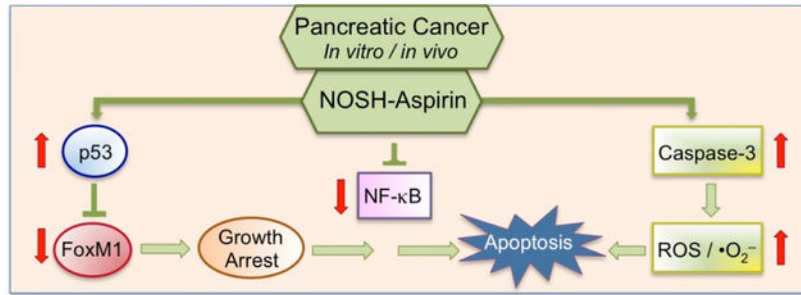 Pancreatic Cancer
In vitro / in vivo
NOSH-Aspirin
p53
NF-κB
Caspase-3
FoxM1
Growth
Arrest
Apoptosis
ROS / •O₂⁻